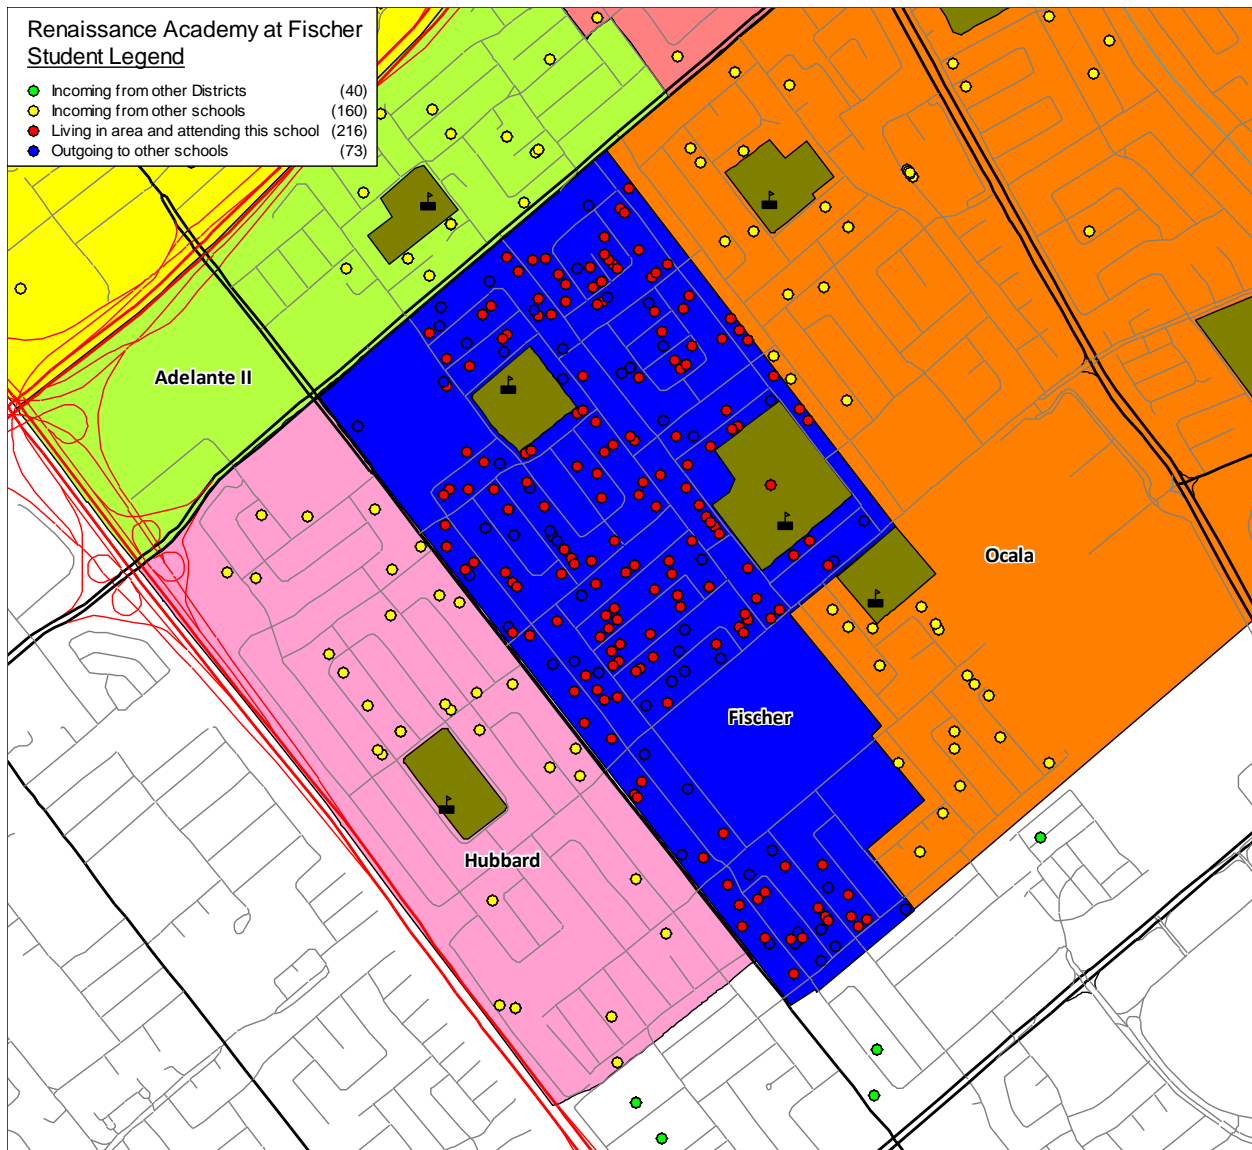 Renaissance Academy at Fischer
Student Legend
Incoming from other Districts (40)
Incoming from other schools (160)
Living in area and attending this school (216)
Outgoing to other schools (73)
Adelante II
Ocala
Fischer
Hubbard